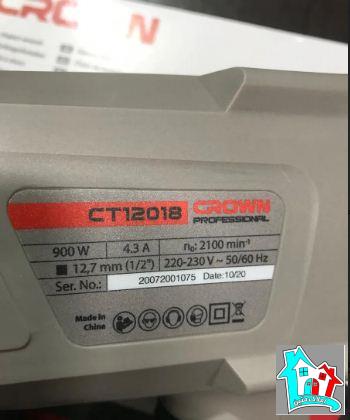 CROWN
CT12018 CROWN
PROFESSIONAL
900 W 4.3 A n₀: 2100 min⁻¹
■ 12,7 mm (1/2") 220-230 V ~ 50/60 Hz
Ser. No.: 20072001075 Date:10/20
Made in
China